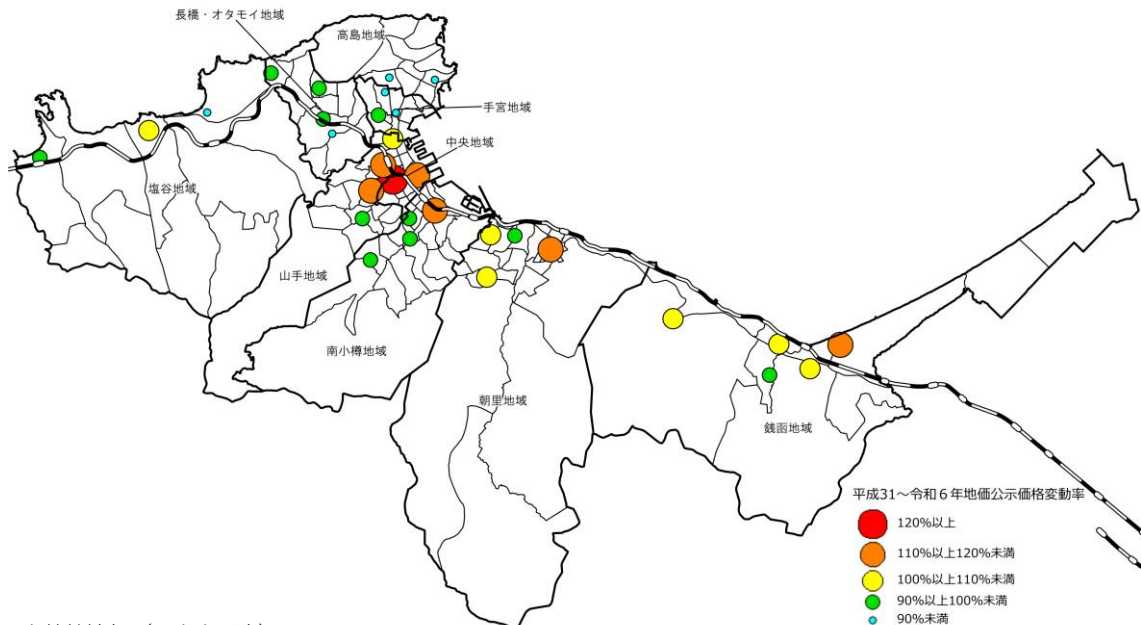 長橋・オタモイ地域
高島地域
手宮地域
中央地域
塩谷地域
山手地域
南小樽地域
朝里地域
銭函地域
平成31～令和６年地価公示価格変動率
120%以上
110%以上120%未満
100%以上110%未満
90%以上100%未満
90%未満